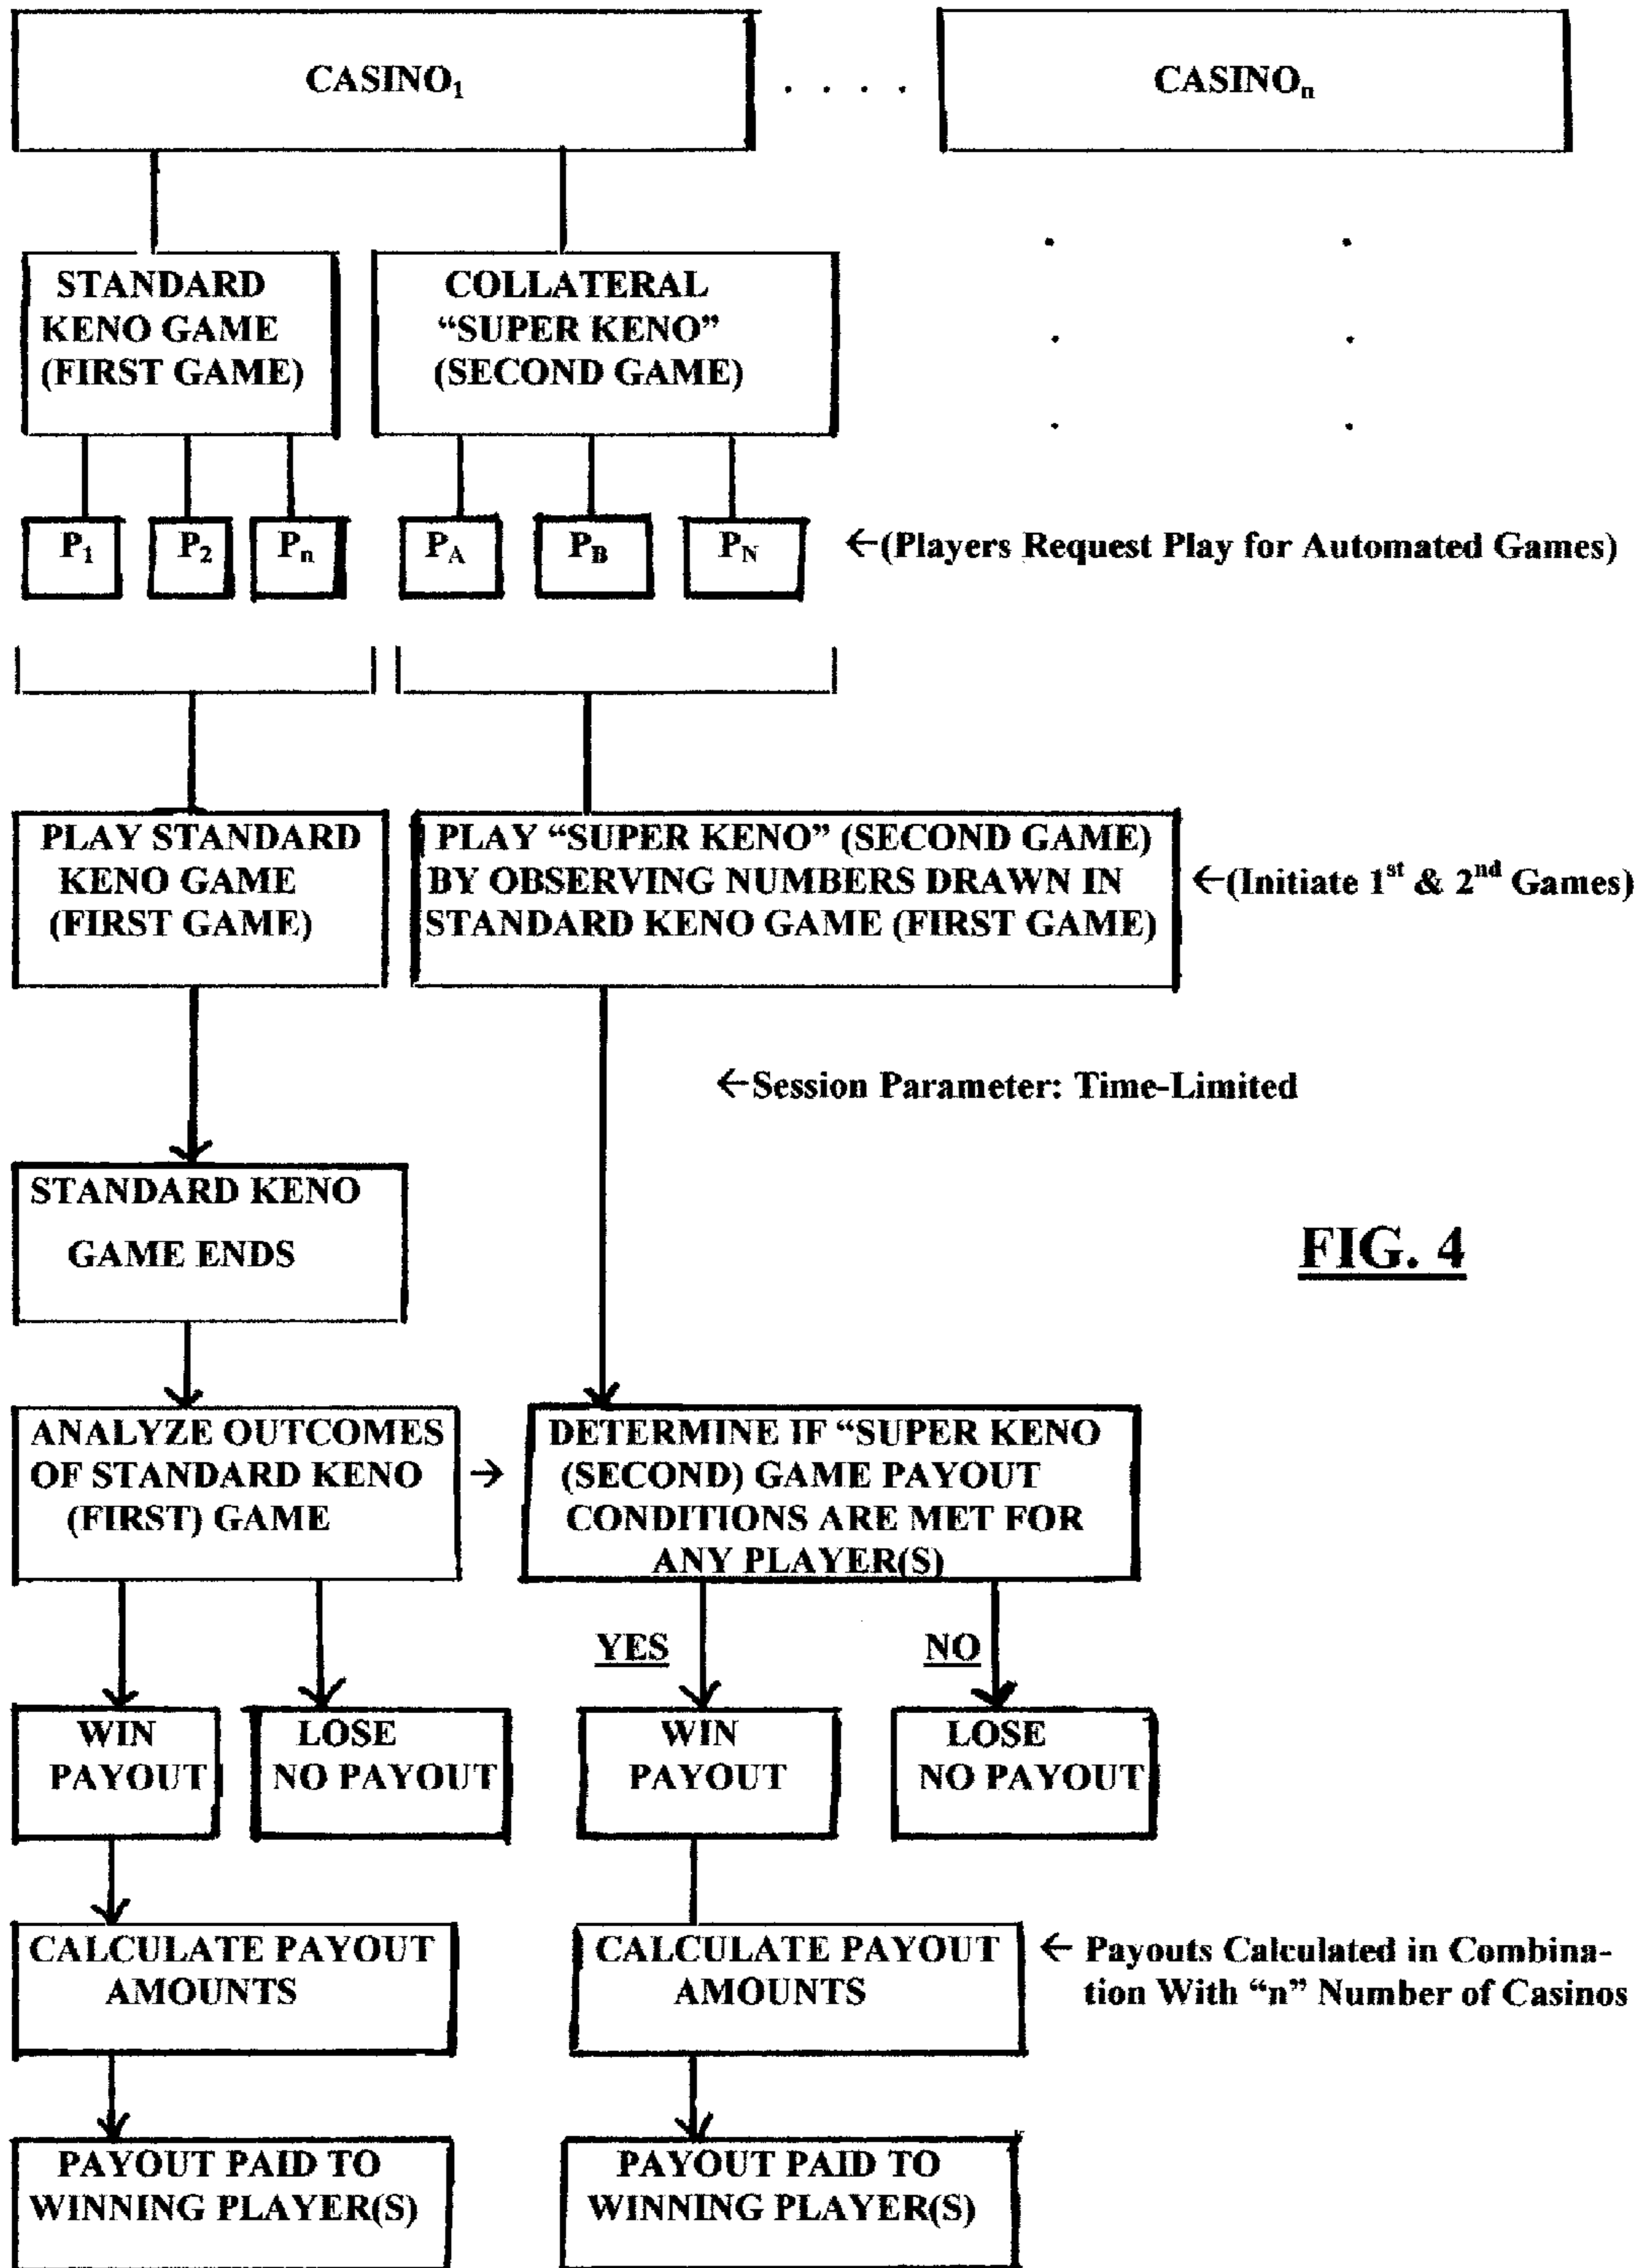 CASINO₁
. . . .
CASINOₙ
STANDARD
KENO GAME
(FIRST GAME)
COLLATERAL
“SUPER KENO”
(SECOND GAME)
P₁
P₂
Pₙ
P_A
P_B
P_N
←(Players Request Play for Automated Games)
PLAY STANDARD
KENO GAME
(FIRST GAME)
PLAY “SUPER KENO” (SECOND GAME)
BY OBSERVING NUMBERS DRAWN IN
STANDARD KENO GAME (FIRST GAME)
←(Initiate 1st & 2nd Games)
←Session Parameter: Time-Limited
STANDARD KENO
GAME ENDS
FIG. 4
ANALYZE OUTCOMES
OF STANDARD KENO
(FIRST) GAME
→
DETERMINE IF “SUPER KENO
(SECOND) GAME PAYOUT
CONDITIONS ARE MET FOR
ANY PLAYER(S)
YES
NO
WIN
PAYOUT
LOSE
NO PAYOUT
WIN
PAYOUT
LOSE
NO PAYOUT
CALCULATE PAYOUT
AMOUNTS
CALCULATE PAYOUT
AMOUNTS
← Payouts Calculated in Combina-
tion With “n” Number of Casinos
PAYOUT PAID TO
WINNING PLAYER(S)
PAYOUT PAID TO
WINNING PLAYER(S)